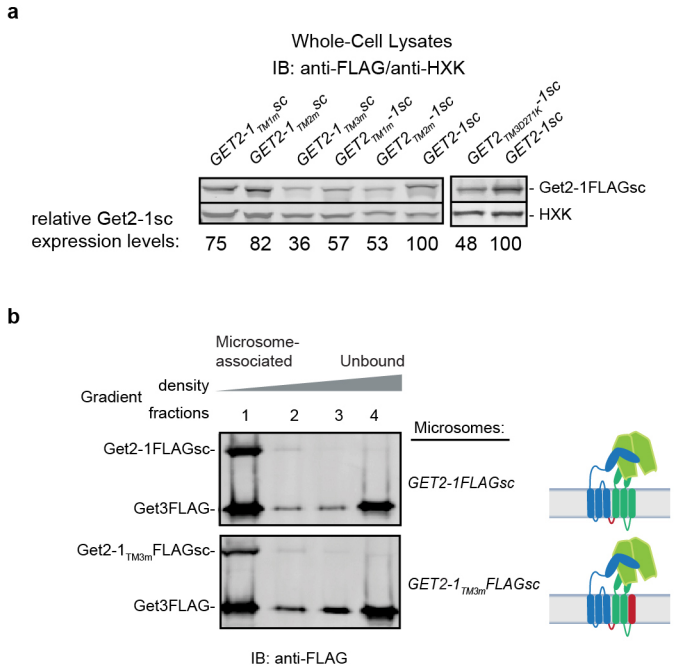 a
Whole-Cell Lysates
IB: anti-FLAG/anti-HXK
GET2-1TM1msc
GET2-1TM2msc
GET2-1TM3msc
GET2TM1m-1sc
GET2TM2m-1sc
GET2-1sc
GET2TM3D271K-1sc
GET2-1sc
- Get2-1FLAGsc
- HXK
relative Get2-1sc
expression levels:
75 82 36 57 53 100 48 100
b
Microsome-
associated
Unbound
density
Gradient
fractions
1 2 3 4
Microsomes:
Get2-1FLAGsc-
GET2-1FLAGsc
Get3FLAG-
Get2-1TM3mFLAGsc-
GET2-1TM3mFLAGsc
Get3FLAG-
IB: anti-FLAG